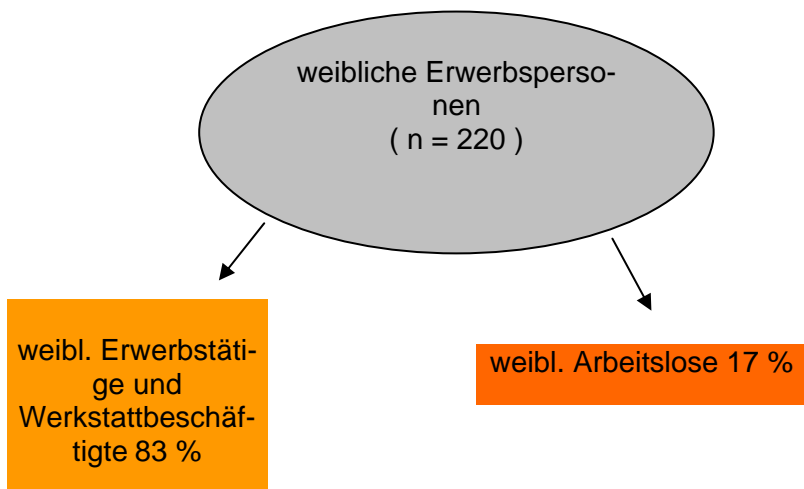 weibliche Erwerbsperso-
nen
( n = 220 )
weibl. Erwerbstäti-
ge und
Werkstattbeschäf-
tigte 83 %
weibl. Arbeitslose 17 %